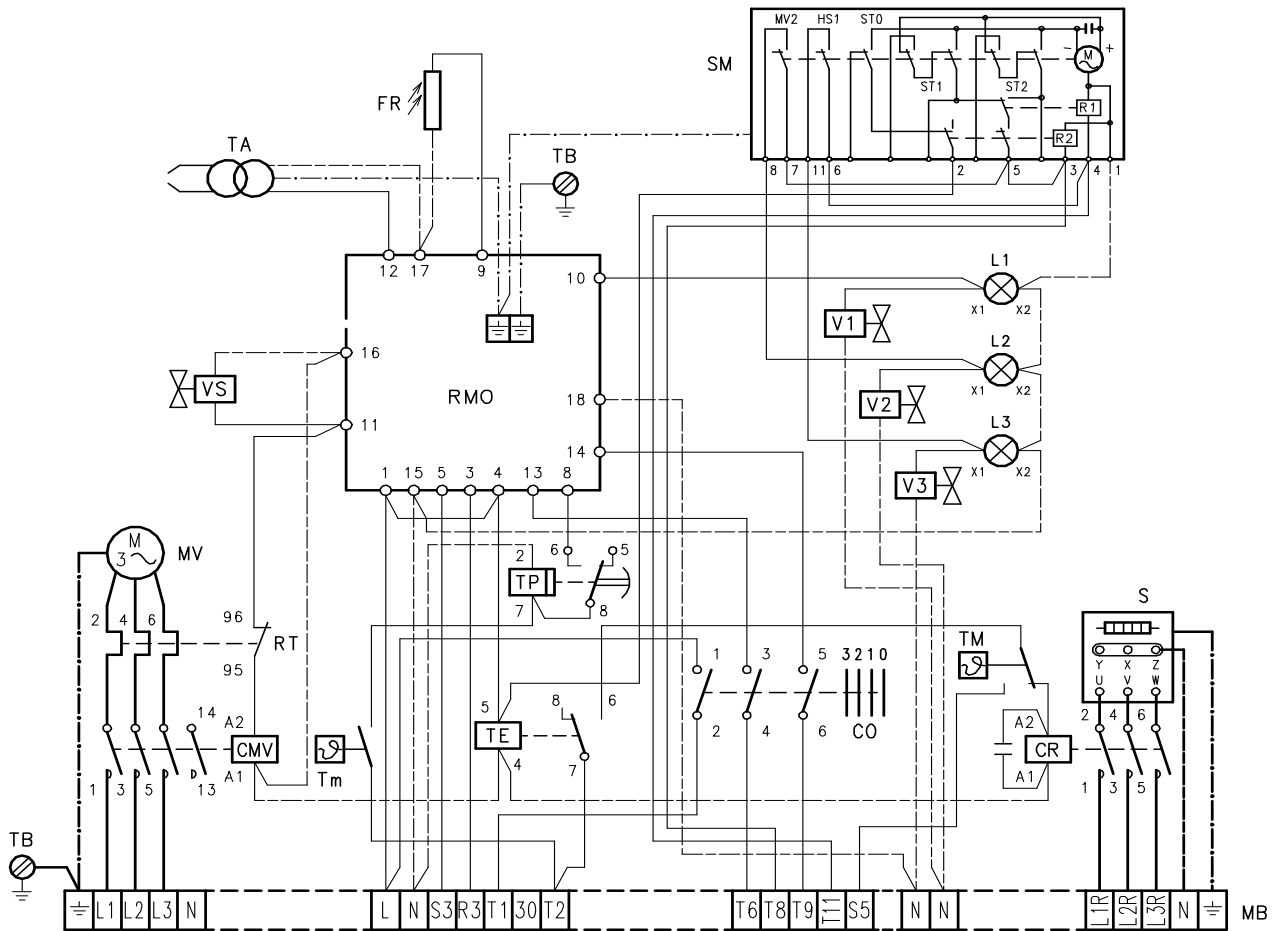 MV2 HS1 ST0
M
- +
SM
ST1 ST2
R1
R2
8 7 11 6 2 5 3 4 1
FR
TA
TB
12 17 9
10
L1
X1 X2
V1
16
VS
RMO
L2
X1 X2
18
V2
11
L3
14
X1 X2
V3
1 15 5 3 4 13 8
M
3
MV
2
6 5
TP
7 8
S
2 4 6
96
RT
95
TM
1 3 5 3 2 1 0
Y X Z
U V W
14
A2
CMV
A1
13
1 3 5
Tm
5
TE
4
8 6
7
2 4 6
CO
A2
CR
A1
2 4 6
1 3 5
TB
L1 L2 L3 N
L N S3 R3 T1 30 T2
T6 T8 T9 T11 S5
N N
L1R L2R L3R N
MB